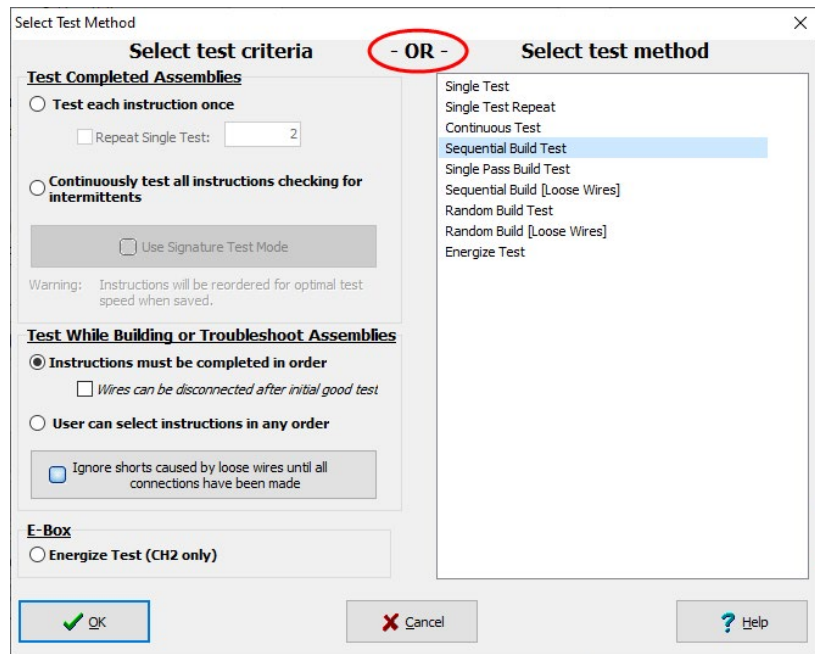 Select Test Method
Select test criteria - OR - Select test method
Test Completed Assemblies
Test each instruction once
Repeat Single Test: 2
Continuously test all instructions checking for
intermittents
Use Signature Test Mode
Warning: Instructions will be reordered for optimal test
speed when saved.
Test While Building or Troubleshoot Assemblies
Instructions must be completed in order
Wires can be disconnected after initial good test
User can select instructions in any order
Ignore shorts caused by loose wires until all
connections have been made
E-Box
Energize Test (CH2 only)
Single Test
Single Test Repeat
Continuous Test
Sequential Build Test
Single Pass Build Test
Sequential Build [Loose Wires]
Random Build Test
Random Build [Loose Wires]
Energize Test
OK
Cancel
Help